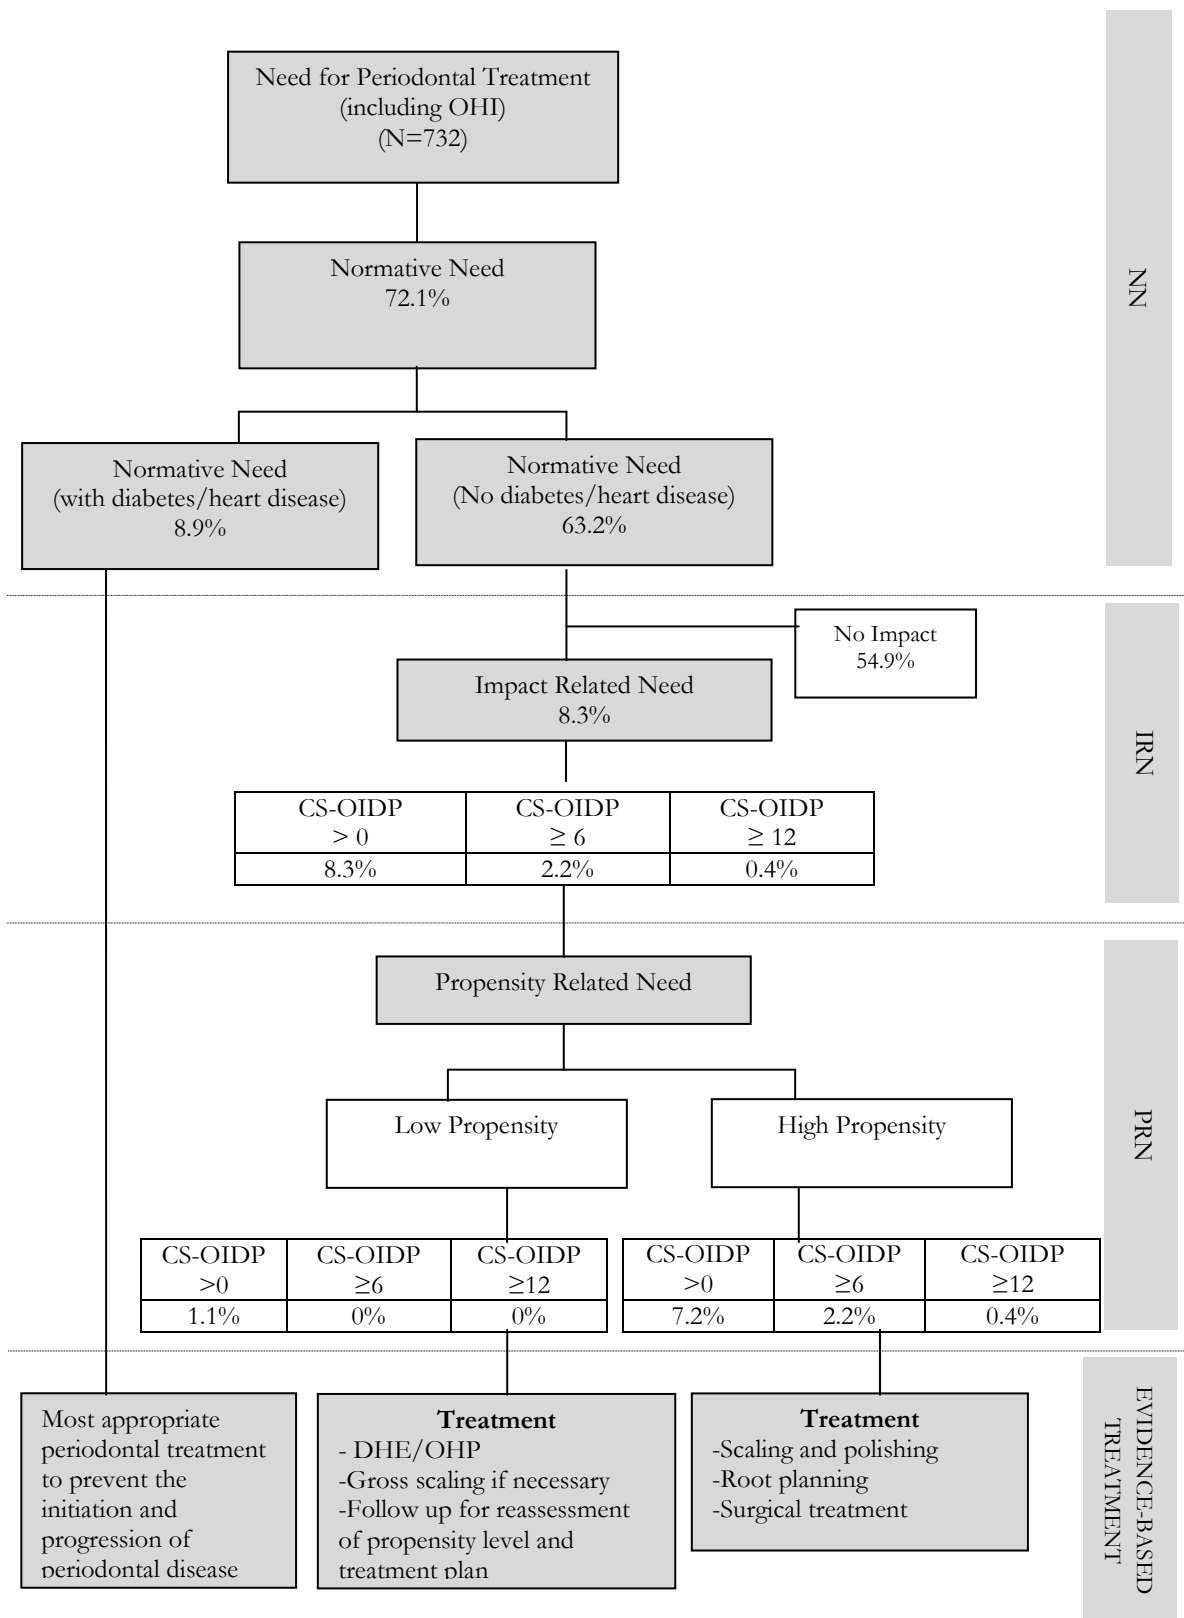 Need for Periodontal Treatment
(including OHI)
(N=732)
Normative Need
72.1%
NN
Normative Need
(with diabetes/heart disease)
8.9%
Normative Need
(No diabetes/heart disease)
63.2%
No Impact
54.9%
Impact Related Need
8.3%
IRN
CS-OIDP
> 0
CS-OIDP
≥ 6
CS-OIDP
≥ 12
8.3%
2.2%
0.4%
Propensity Related Need
Low Propensity
High Propensity
PRN
CS-OIDP
>0
CS-OIDP
≥6
CS-OIDP
≥12
1.1%
0%
0%
CS-OIDP
>0
CS-OIDP
≥6
CS-OIDP
≥12
7.2%
2.2%
0.4%
Most appropriate
periodontal treatment
to prevent the
initiation and
progression of
periodontal disease
Treatment
- DHE/OHP
-Gross scaling if necessary
-Follow up for reassessment
of propensity level and
treatment plan
Treatment
-Scaling and polishing
-Root planning
-Surgical treatment
EVIDENCE-BASED
TREATMENT